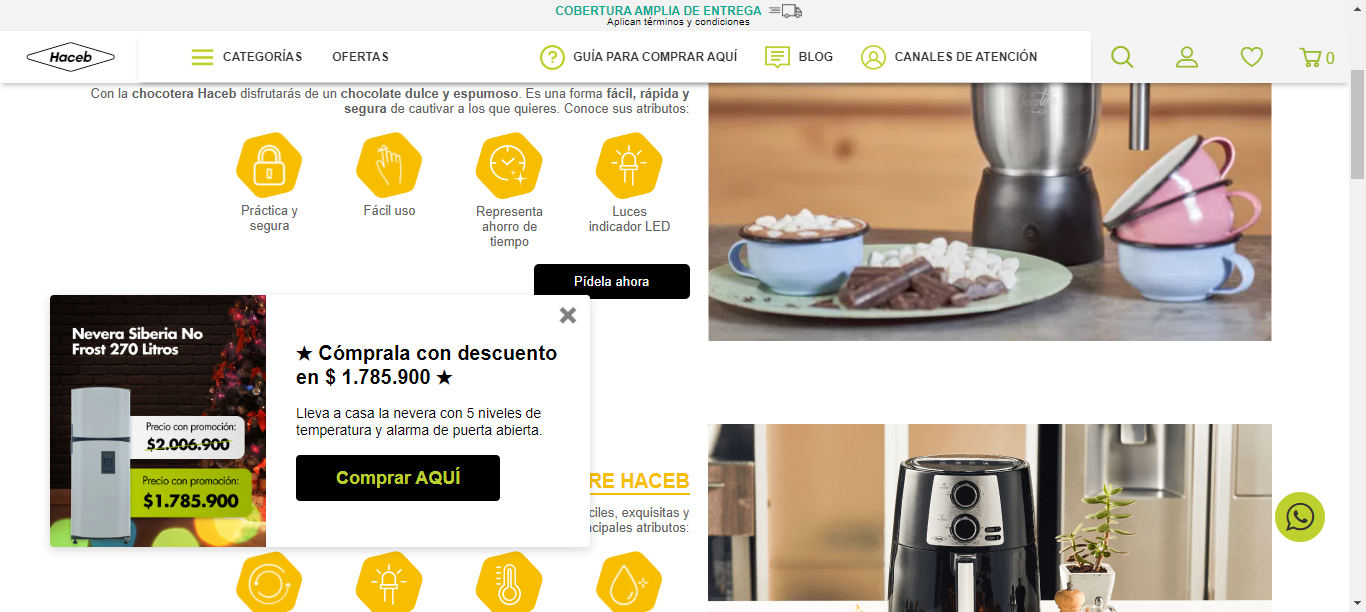 COBERTURA AMPLIA DE ENTREGA
Aplican términos y condiciones
Haceb
CATEGORÍAS
OFERTAS
GUÍA PARA COMPRAR AQUÍ
BLOG
CANALES DE ATENCIÓN
0
Con la chocotera Haceb disfrutarás de un chocolate dulce y espumoso. Es una forma fácil, rápida y
segura de cautivar a los que quieres. Conoce sus atributos:
Práctica y
segura
Fácil uso
Representa
ahorro de
tiempo
Luces
indicador LED
Pídela ahora
Nevera Siberia No
Frost 270 Litros
Precio con promoción:
$2.006.900
Precio con promoción:
$1.785.900
★ Cómprala con descuento
en $ 1.785.900 ★
Lleva a casa la nevera con 5 niveles de
temperatura y alarma de puerta abierta.
Comprar AQUÍ
RE HACEB
ciles, exquisitas y
ncipales atributos: